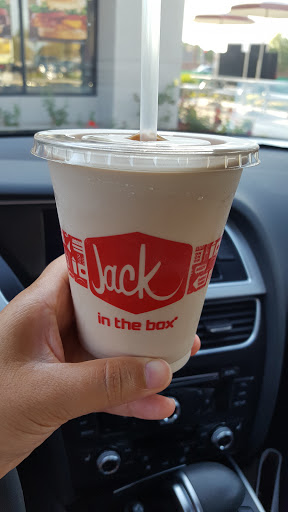 Jack
in the box